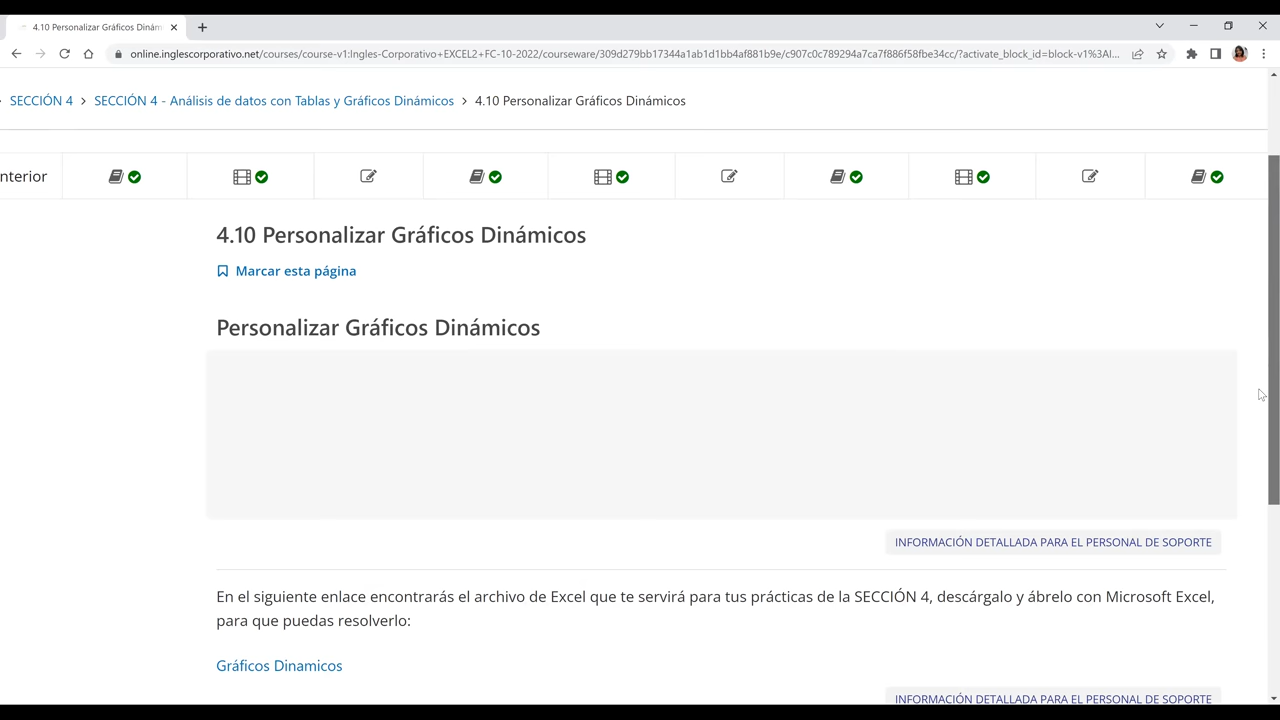 4.10 Personalizar Gráficos Dinám
online.inglescorporativo.net/courses/course-v1:Ingles-Corporativo+EXCEL2+FC-10-2022/courseware/309d279bb17344a1ab1d1bb4af881b9e/c907c0c789294a7ca7f886f58fbe34cc/?activate_block_id=block-v1%3Al...
SECCIÓN 4 > SECCIÓN 4 - Análisis de datos con Tablas y Gráficos Dinámicos > 4.10 Personalizar Gráficos Dinámicos
nterior
4.10 Personalizar Gráficos Dinámicos
Marcar esta página
Personalizar Gráficos Dinámicos
INFORMACIÓN DETALLADA PARA EL PERSONAL DE SOPORTE
En el siguiente enlace encontrarás el archivo de Excel que te servirá para tus prácticas de la SECCIÓN 4, descárgalo y ábrelo con Microsoft Excel,
para que puedas resolverlo:
Gráficos Dinamicos
INFORMACIÓN DETALLADA PARA EL PERSONAL DE SOPORTE